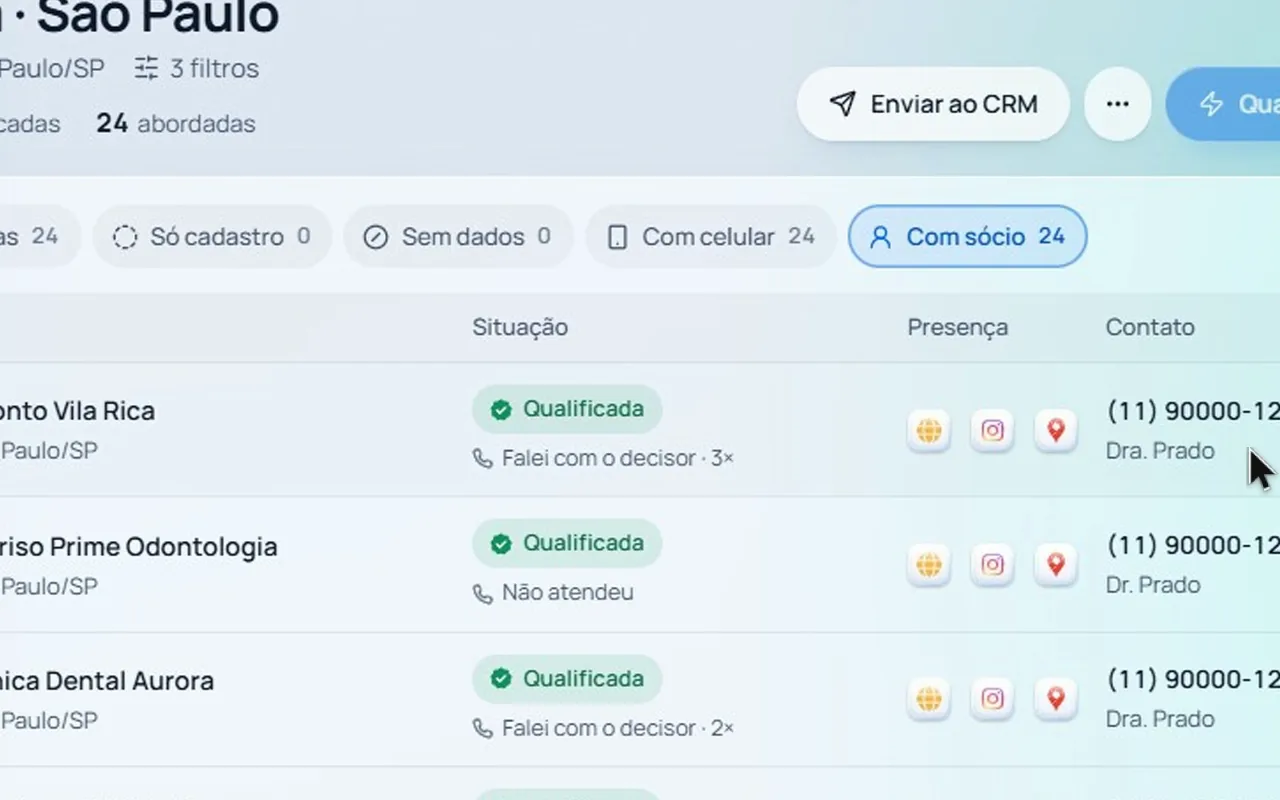 · São Paulo
Paulo/SP 3 filtros
cadas 24 abordadas
Enviar ao CRM
Qua
as 24
Só cadastro 0
Sem dados 0
Com celular 24
Com sócio 24
Situação Presença Contato
onto Vila Rica
Paulo/SP
Qualificada
Falei com o decisor · 3×
(11) 90000-12
Dra. Prado
riso Prime Odontologia
Paulo/SP
Qualificada
Não atendeu
(11) 90000-12
Dr. Prado
nica Dental Aurora
Paulo/SP
Qualificada
Falei com o decisor · 2×
(11) 90000-12
Dra. Prado